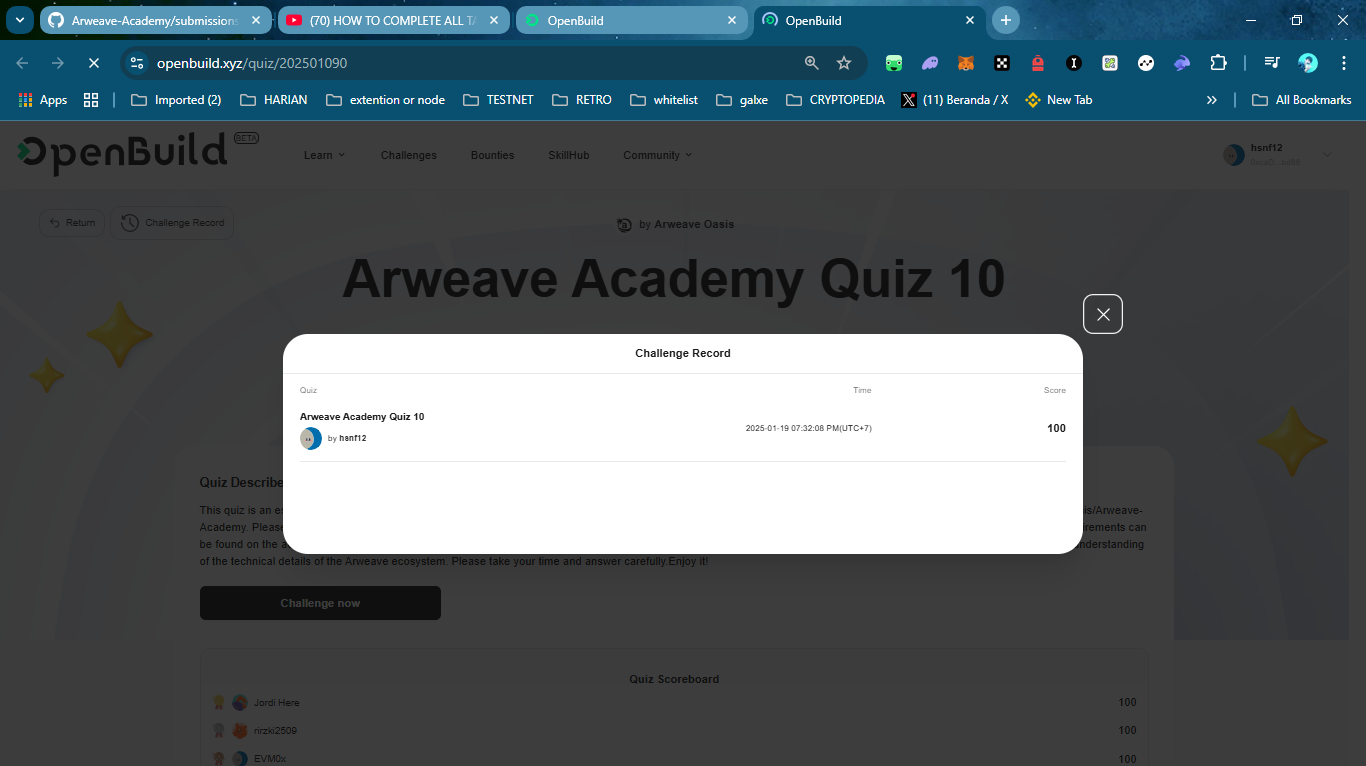 Arweave-Academy/submissions
(70) HOW TO COMPLETE ALL TA
OpenBuild
OpenBuild
openbuild.xyz/quiz/202501090
Apps
Imported (2)
HARIAN
extention or node
TESTNET
RETRO
whitelist
galxe
CRYPTOPEDIA
(11) Beranda / X
New Tab
»
All Bookmarks
OpenBuild BETA
Learn
Challenges
Bounties
SkillHub
Community
hsnf12
Return
Challenge Record
by Arweave Oasis
Arweave Academy Quiz 10
Challenge Record
Quiz Time Score
Arweave Academy Quiz 10
by hsnf12
2025-01-19 07:32:08 PM(UTC+7)
100
Quiz Describe
This quiz is an es
is/Arweave-
Academy. Pleas
irements can
be found on the a
understanding
of the technical details of the Arweave ecosystem. Please take your time and answer carefully.Enjoy it!
Challenge now
Quiz Scoreboard
Jordi Here 100
rirzki2509 100
EVM0x 100